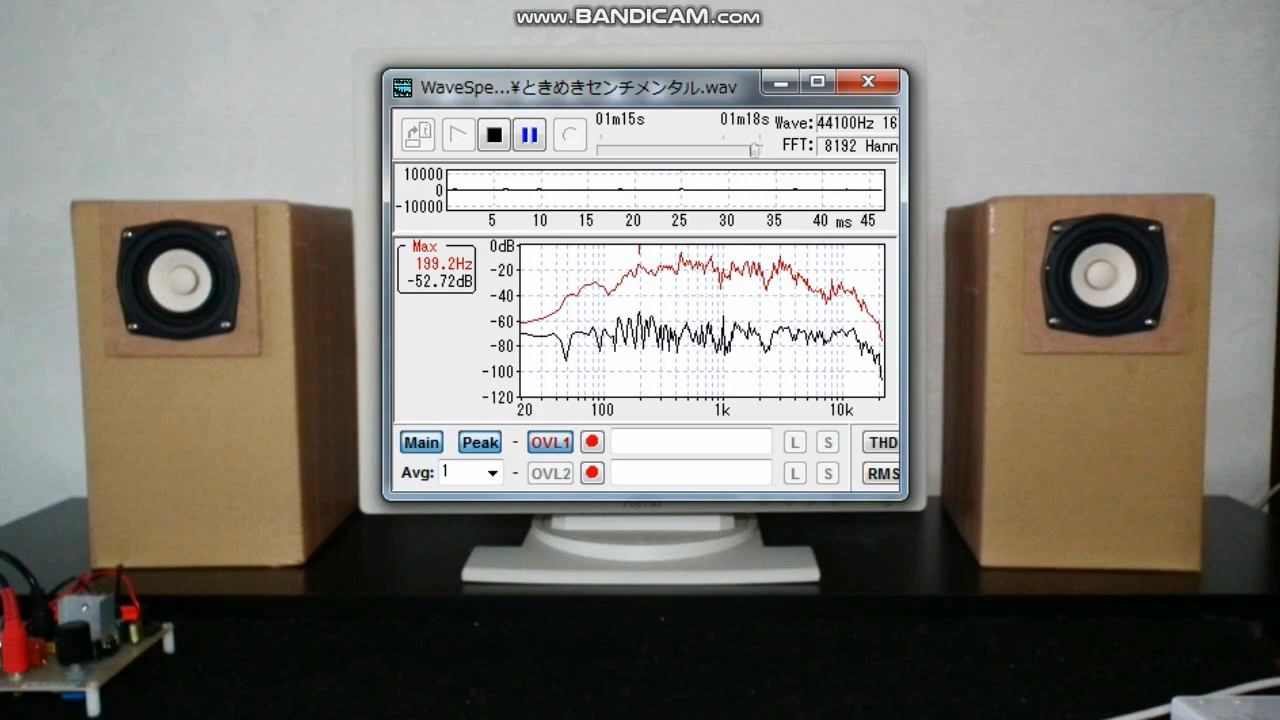 www.BANDICAM.com
WaveSpe...¥ときめきセンチメンタル.wav
01m15s 01m18s Wave: 44100Hz 16
FFT: 8192 Hann
10000
0
-10000
5 10 15 20 25 30 35 40 ms 45
Max
199.2Hz
-52.72dB
0dB
-20
-40
-60
-80
-100
-120
20 100 1k 10k
Main Peak - OVL1 L S THD
Avg: 1 - OVL2 L S RMS